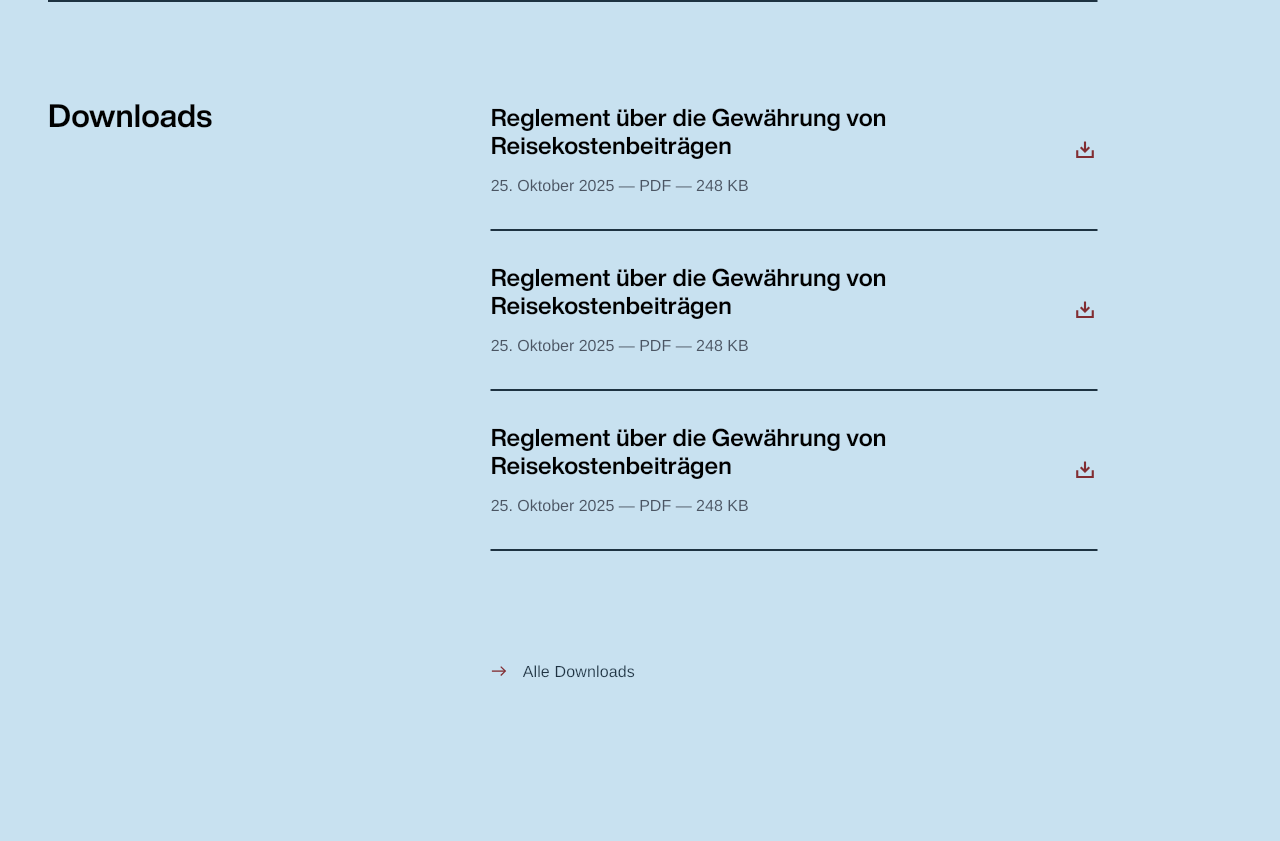 Downloads
Reglement über die Gewährung von
Reisekostenbeiträgen
25. Oktober 2025 — PDF — 248 KB
Reglement über die Gewährung von
Reisekostenbeiträgen
25. Oktober 2025 — PDF — 248 KB
Reglement über die Gewährung von
Reisekostenbeiträgen
25. Oktober 2025 — PDF — 248 KB
Alle Downloads